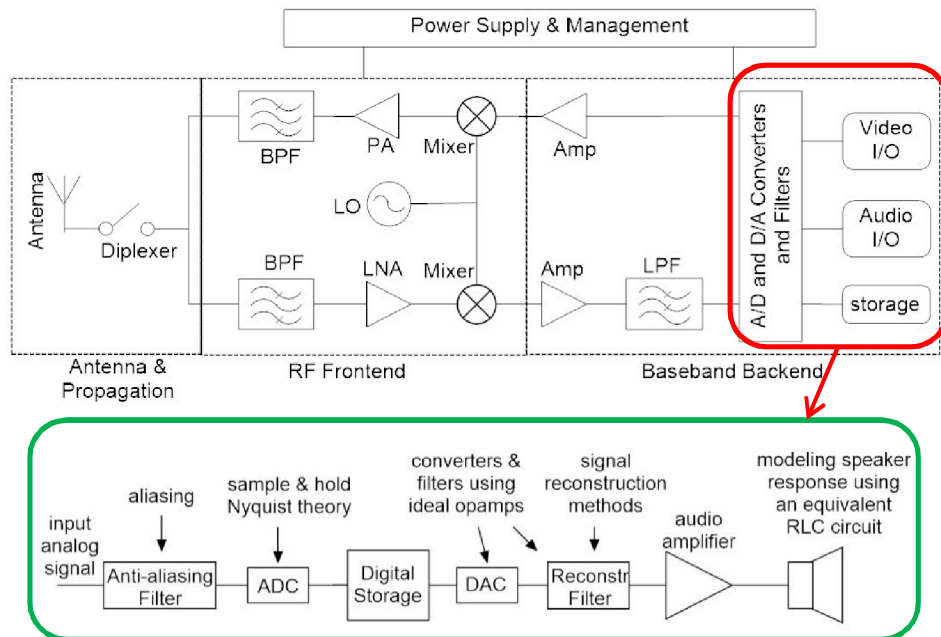 Power Supply & Management
BPF
PA
Mixer
Amp
A/D and D/A Converters
and Filters
Video
I/O
Antenna
Diplexer
LO
Audio
I/O
BPF
LNA
Mixer
Amp
LPF
storage
Antenna &
Propagation
RF Frontend
Baseband Backend
input
analog
signal
aliasing
sample & hold
Nyquist theory
converters &
filters using
ideal opamps
signal
reconstruction
methods
audio
amplifier
modeling speaker
response using
an equivalent
RLC circuit
Anti-aliasing
Filter
ADC
Digital
Storage
DAC
Reconstr
Filter